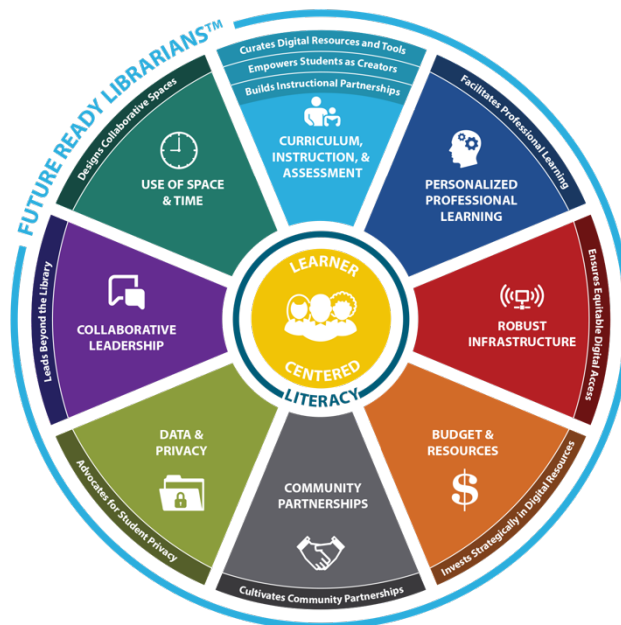 FUTURE READY LIBRARIANS™
Curates Digital Resources and Tools
Empowers Students as Creators
Builds Instructional Partnerships
CURRICULUM,
INSTRUCTION, &
ASSESSMENT
Facilitates Professional Learning
PERSONALIZED
PROFESSIONAL
LEARNING
Ensures Equitable Digital Access
ROBUST
INFRASTRUCTURE
Invests Strategically in Digital Resources
BUDGET &
RESOURCES
$
COMMUNITY
PARTNERSHIPS
Cultivates Community Partnerships
DATA &
PRIVACY
Advocates for Student Privacy
COLLABORATIVE
LEADERSHIP
Leads Beyond the Library
USE OF SPACE
& TIME
Designs Collaborative Spaces
LEARNER
CENTERED
LITERACY